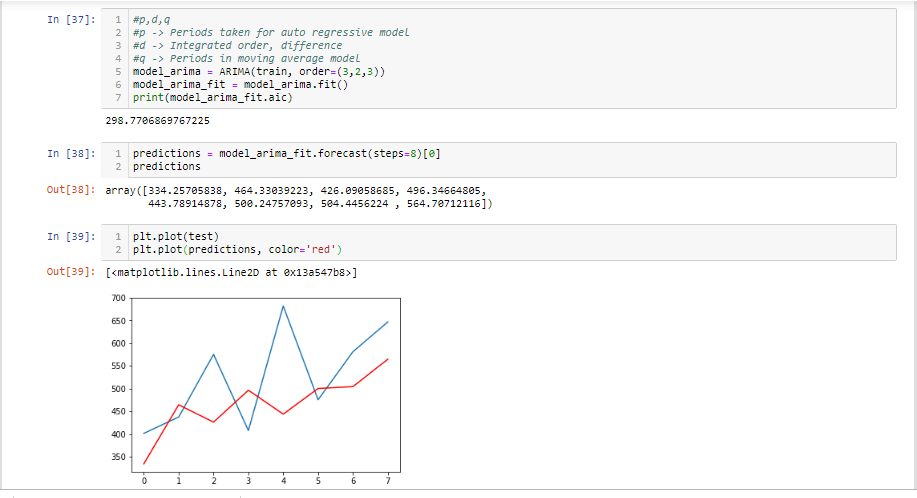 In [37]:
1 #p,d,q
2 #p -> Periods taken for auto regressive model
3 #d -> Integrated order, difference
4 #q -> Periods in moving average model
5 model_arima = ARIMA(train, order=(3,2,3))
6 model_arima_fit = model_arima.fit()
7 print(model_arima_fit.aic)
298.7706869767225
In [38]:
1 predictions = model_arima_fit.forecast(steps=8)[0]
2 predictions
Out[38]: array([334.25705838, 464.33039223, 426.09058685, 496.34664805,
443.78914878, 500.24757093, 504.4456224 , 564.70712116])
In [39]:
1 plt.plot(test)
2 plt.plot(predictions, color='red')
Out[39]: [<matplotlib.lines.Line2D at 0x13a547b8>]
700
650
600
550
500
450
400
350
0 1 2 3 4 5 6 7